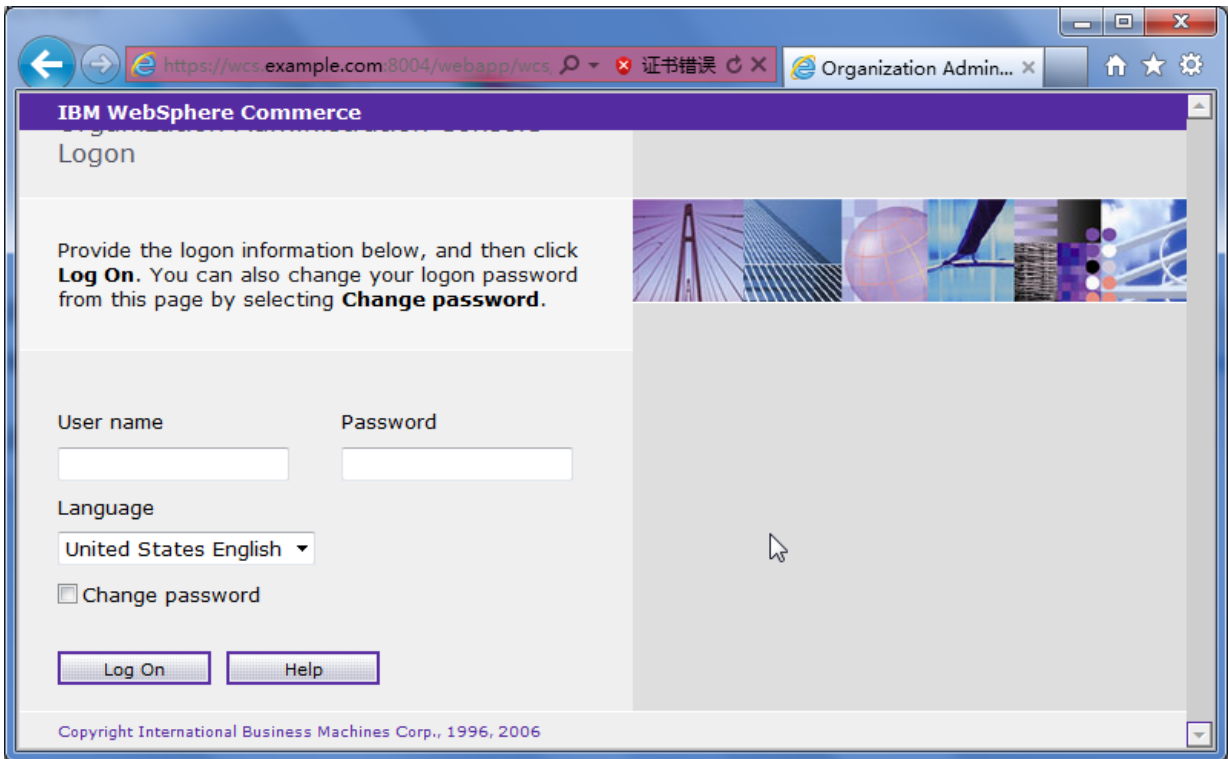 https://wcs.example.com:8004/webapp/wcs, 证书错误 Organization Admin...
IBM WebSphere Commerce
Organization Administration Console
Logon
Provide the logon information below, and then click
Log On. You can also change your logon password
from this page by selecting Change password.
User name Password
Language
United States English
Change password
Log On Help
Copyright International Business Machines Corp., 1996, 2006